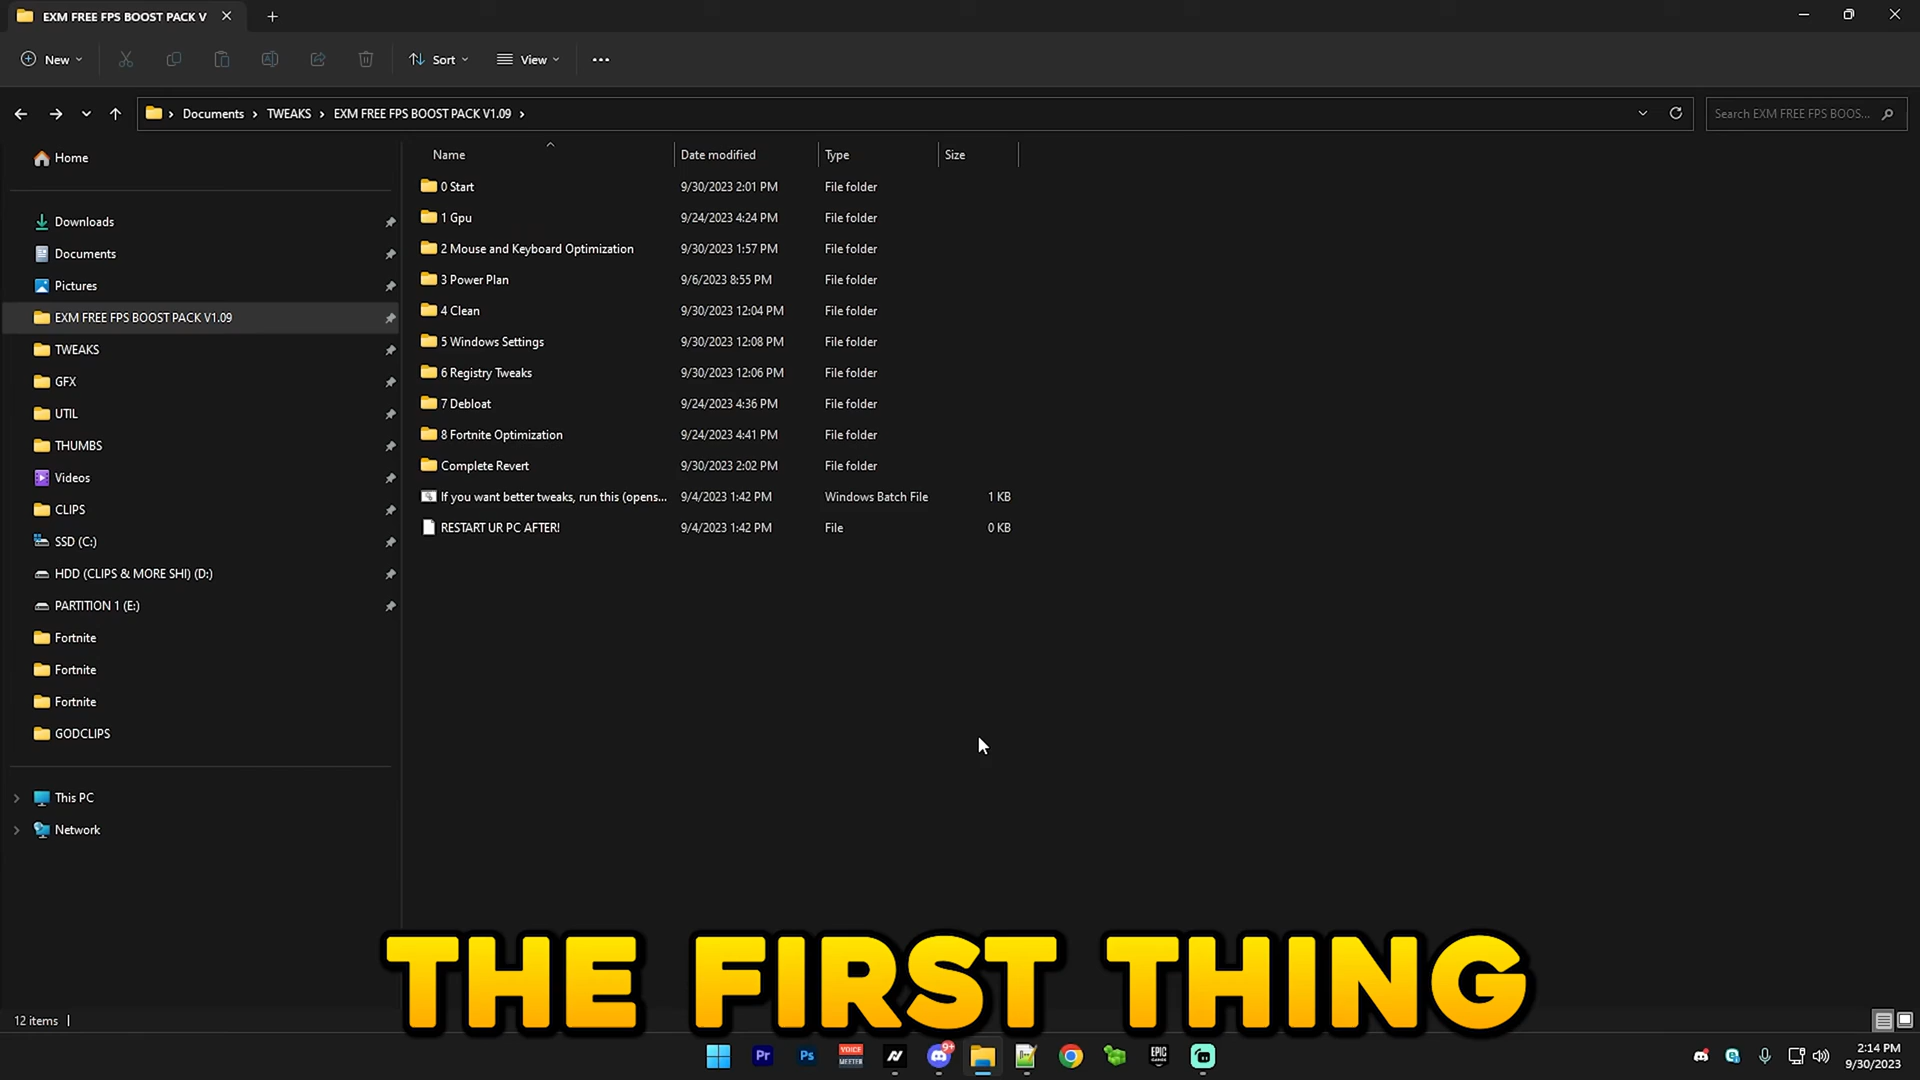 EXM FREE FPS BOOST PACK V
New Sort View
Documents TWEAKS EXM FREE FPS BOOST PACK V1.09
Search EXM FREE FPS BOOS...
Name Date modified Type Size
0 Start 9/30/2023 2:01 PM File folder
1 Gpu 9/24/2023 4:24 PM File folder
2 Mouse and Keyboard Optimization 9/30/2023 1:57 PM File folder
3 Power Plan 9/6/2023 8:55 PM File folder
4 Clean 9/30/2023 12:04 PM File folder
5 Windows Settings 9/30/2023 12:08 PM File folder
6 Registry Tweaks 9/30/2023 12:06 PM File folder
7 Debloat 9/24/2023 4:36 PM File folder
8 Fortnite Optimization 9/24/2023 4:41 PM File folder
Complete Revert 9/30/2023 2:02 PM File folder
If you want better tweaks, run this (opens... 9/4/2023 1:42 PM Windows Batch File 1 KB
RESTART UR PC AFTER! 9/4/2023 1:42 PM File 0 KB
Home
Downloads
Documents
Pictures
EXM FREE FPS BOOST PACK V1.09
TWEAKS
GFX
UTIL
THUMBS
Videos
CLIPS
SSD (C:)
HDD (CLIPS & MORE SHI) (D:)
PARTITION 1 (E:)
Fortnite
Fortnite
Fortnite
GODCLIPS
This PC
Network
THE FIRST THING
12 items
Pr
Ps
VOICE
MEETER
9+
EPIC
GAMES
2:14 PM
9/30/2023